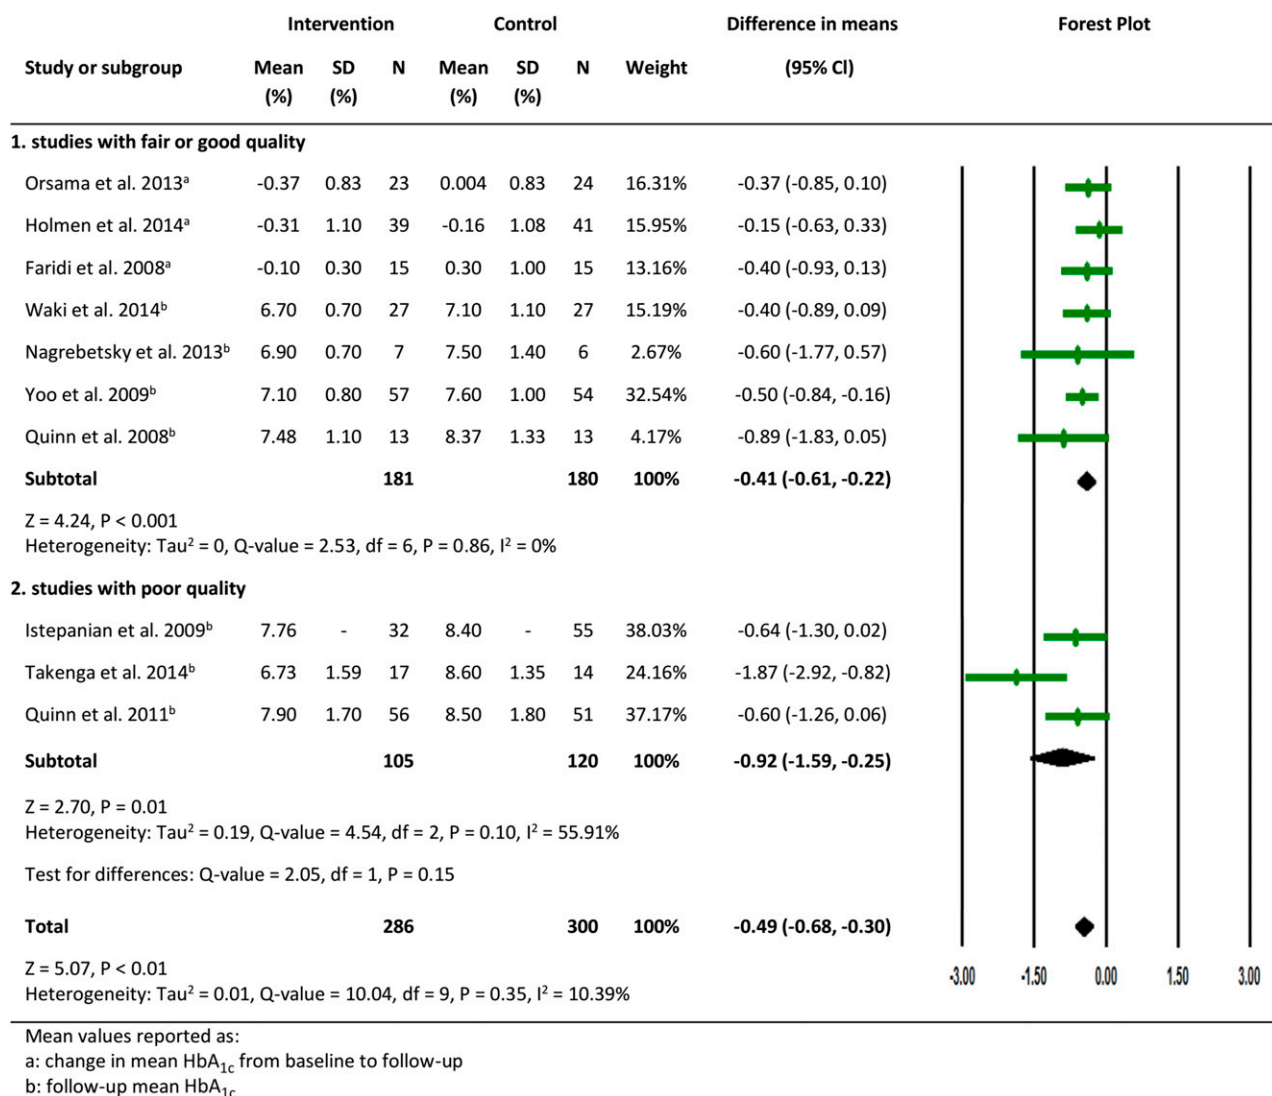 Intervention Control Difference in means Forest Plot
Study or subgroup Mean SD N Mean SD N Weight (95% CI)
(%) (%) (%) (%)
1. studies with fair or good quality
Orsama et al. 2013ᵃ -0.37 0.83 23 0.004 0.83 24 16.31% -0.37 (-0.85, 0.10)
Holmen et al. 2014ᵃ -0.31 1.10 39 -0.16 1.08 41 15.95% -0.15 (-0.63, 0.33)
Faridi et al. 2008ᵃ -0.10 0.30 15 0.30 1.00 15 13.16% -0.40 (-0.93, 0.13)
Waki et al. 2014ᵇ 6.70 0.70 27 7.10 1.10 27 15.19% -0.40 (-0.89, 0.09)
Nagrebetsky et al. 2013ᵇ 6.90 0.70 7 7.50 1.40 6 2.67% -0.60 (-1.77, 0.57)
Yoo et al. 2009ᵇ 7.10 0.80 57 7.60 1.00 54 32.54% -0.50 (-0.84, -0.16)
Quinn et al. 2008ᵇ 7.48 1.10 13 8.37 1.33 13 4.17% -0.89 (-1.83, 0.05)
Subtotal 181 180 100% -0.41 (-0.61, -0.22)
Z = 4.24, P < 0.001
Heterogeneity: Tau² = 0, Q-value = 2.53, df = 6, P = 0.86, I² = 0%
2. studies with poor quality
Istepanian et al. 2009ᵇ 7.76 - 32 8.40 - 55 38.03% -0.64 (-1.30, 0.02)
Takenga et al. 2014ᵇ 6.73 1.59 17 8.60 1.35 14 24.16% -1.87 (-2.92, -0.82)
Quinn et al. 2011ᵇ 7.90 1.70 56 8.50 1.80 51 37.17% -0.60 (-1.26, 0.06)
Subtotal 105 120 100% -0.92 (-1.59, -0.25)
Z = 2.70, P = 0.01
Heterogeneity: Tau² = 0.19, Q-value = 4.54, df = 2, P = 0.10, I² = 55.91%
Test for differences: Q-value = 2.05, df = 1, P = 0.15
Total 286 300 100% -0.49 (-0.68, -0.30)
Z = 5.07, P < 0.01
Heterogeneity: Tau² = 0.01, Q-value = 10.04, df = 9, P = 0.35, I² = 10.39%
-3.00 -1.50 0.00 1.50 3.00
Mean values reported as:
a: change in mean HbA₁c from baseline to follow-up
b: follow-up mean HbA₁c